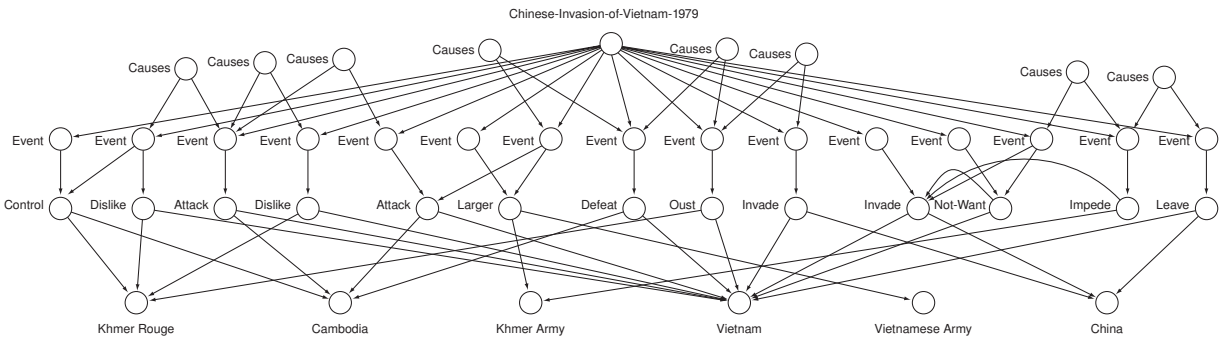 Chinese-Invasion-of-Vietnam-1979
Causes Causes Causes Causes Causes Causes Causes Causes
Event Event Event Event Event Event Event Event Event Event Event Event Event Event Event
Control Dislike Attack Dislike Attack Larger Defeat Oust Invade Invade Not-Want Impede Leave
Khmer Rouge Cambodia Khmer Army Vietnam Vietnamese Army China